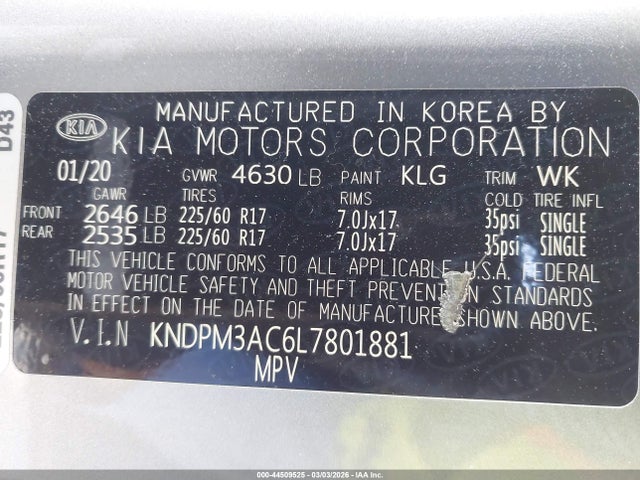 MANUFACTURED IN KOREA BY
KIA KIA MOTORS CORPORATION
01/20 GVWR 4630 LB PAINT KLG TRIM WK
GAWR TIRES RIMS COLD TIRE INFL
FRONT 2646 LB 225/60 R17 7.0Jx17 35psi SINGLE
REAR 2535 LB 225/60 R17 7.0Jx17 35psi SINGLE
THIS VEHICLE CONFORMS TO ALL APPLICABLE U.S.A. FEDERAL
MOTOR VEHICLE SAFETY AND THEFT PREVENTION STANDARDS
IN EFFECT ON THE DATE OF MANUFACTURE SHOWN ABOVE.
V.I.N KNDPM3AC6L7801881
MPV
D43
000-44509525 - 03/03/2026 - IAA Inc.